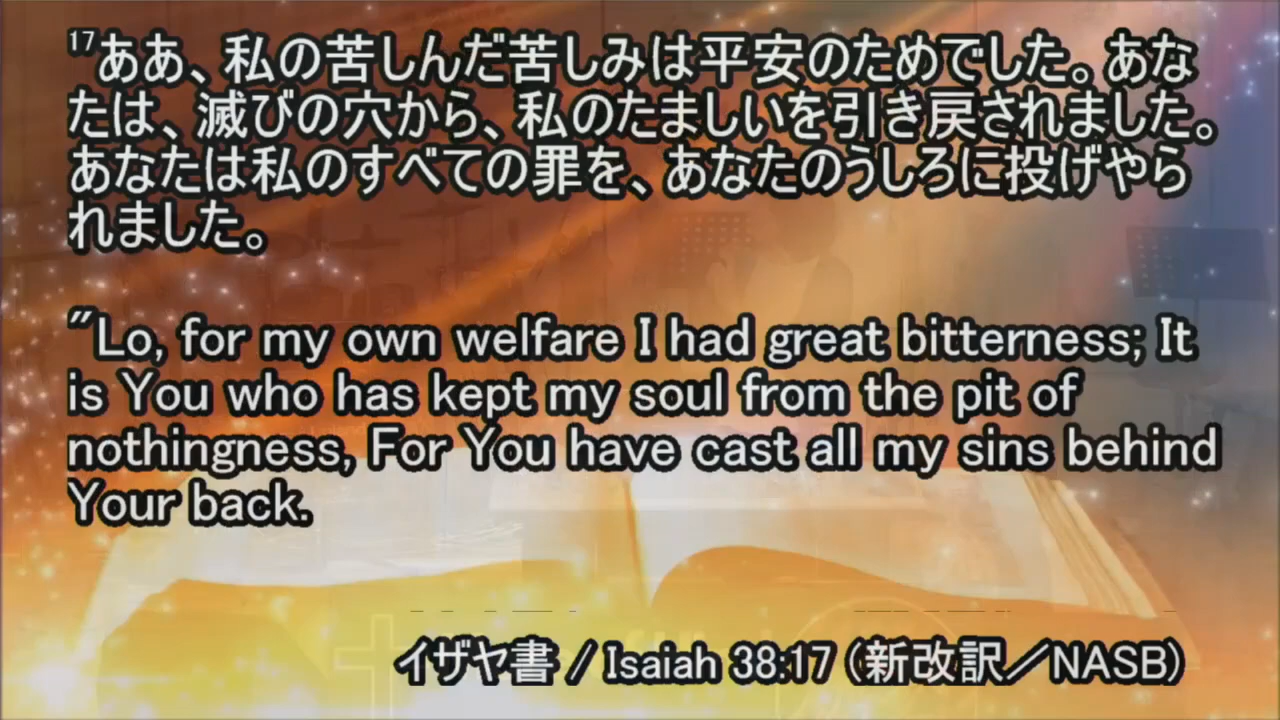 17ああ、私の苦しんだ苦しみは平安のためでした。あな
たは、滅びの穴から、私のたましいを引き戻されました。
あなたは私のすべての罪を、あなたのうしろに投げやら
れました。
"Lo, for my own welfare I had great bitterness; It
is You who has kept my soul from the pit of
nothingness, For You have cast all my sins behind
Your back.
イザヤ書 / Isaiah 38:17 (新改訳／NASB)